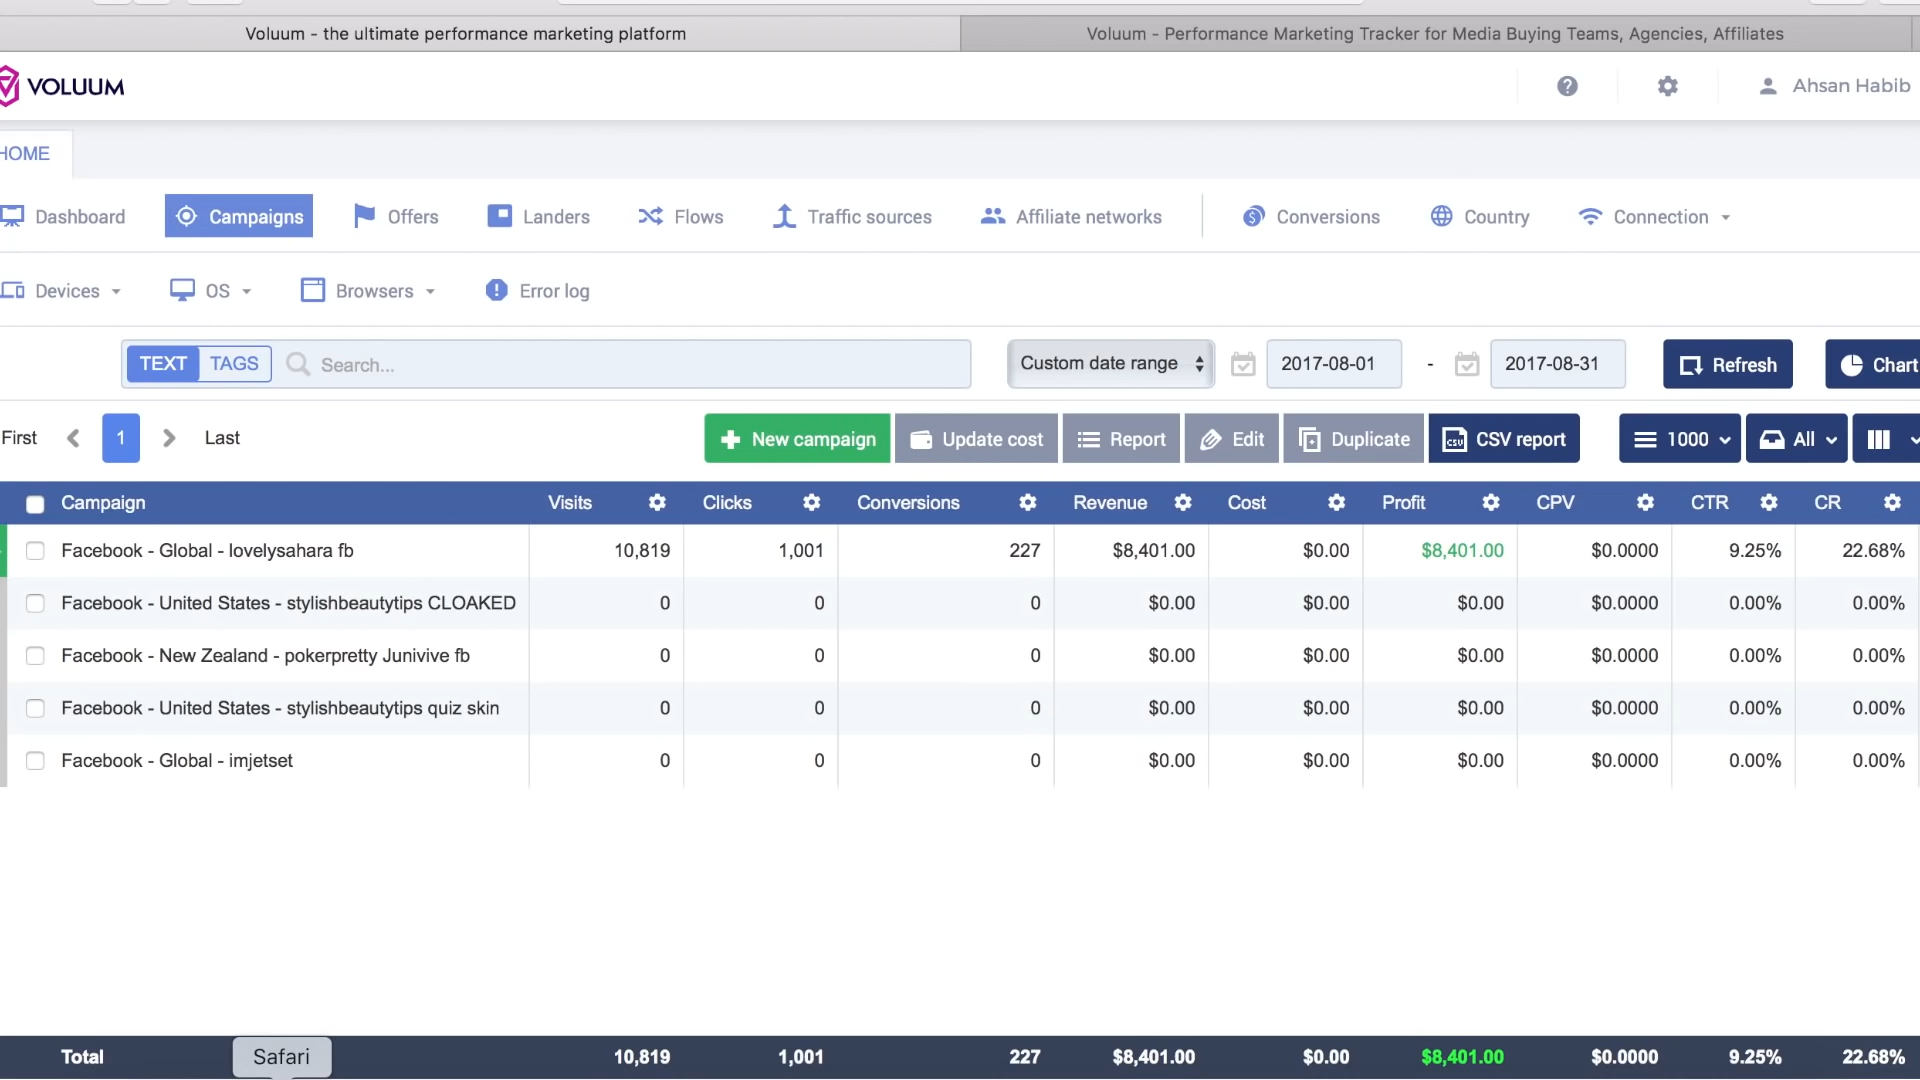 Voluum - the ultimate performance marketing platform
Voluum - Performance Marketing Tracker for Media Buying Teams, Agencies, Affiliates
VOLUUM
Ahsan Habib
HOME
Dashboard Campaigns Offers Landers Flows Traffic sources Affiliate networks Conversions Country Connection
Devices OS Browsers Error log
TEXT TAGS Search... Custom date range 2017-08-01 - 2017-08-31 Refresh Chart
First 1 Last New campaign Update cost Report Edit Duplicate CSV CSV report 1000 All
Campaign Visits Clicks Conversions Revenue Cost Profit CPV CTR CR
Facebook - Global - lovelysahara fb 10,819 1,001 227 $8,401.00 $0.00 $8,401.00 $0.0000 9.25% 22.68%
Facebook - United States - stylishbeautytips CLOAKED 0 0 0 $0.00 $0.00 $0.00 $0.0000 0.00% 0.00%
Facebook - New Zealand - pokerpretty Junivive fb 0 0 0 $0.00 $0.00 $0.00 $0.0000 0.00% 0.00%
Facebook - United States - stylishbeautytips quiz skin 0 0 0 $0.00 $0.00 $0.00 $0.0000 0.00% 0.00%
Facebook - Global - imjetset 0 0 0 $0.00 $0.00 $0.00 $0.0000 0.00% 0.00%
Total Safari 10,819 1,001 227 $8,401.00 $0.00 $8,401.00 $0.0000 9.25% 22.68%